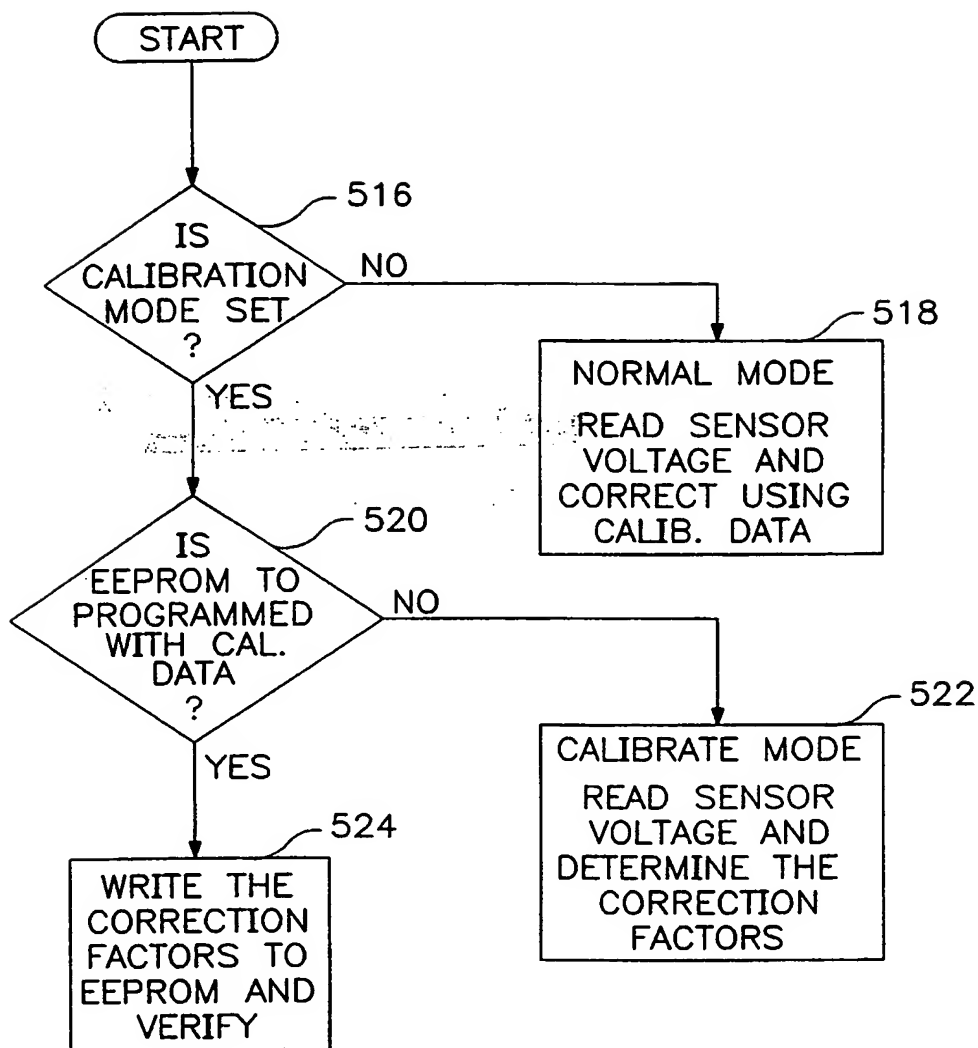 START
516
IS
CALIBRATION
MODE SET
?
NO
YES
518
NORMAL MODE
READ SENSOR
VOLTAGE AND
CORRECT USING
CALIB. DATA
520
IS
EEPROM TO
PROGRAMMED
WITH CAL.
DATA
?
NO
YES
522
CALIBRATE MODE
READ SENSOR
VOLTAGE AND
DETERMINE THE
CORRECTION
FACTORS
524
WRITE THE
CORRECTION
FACTORS TO
EEPROM AND
VERIFY